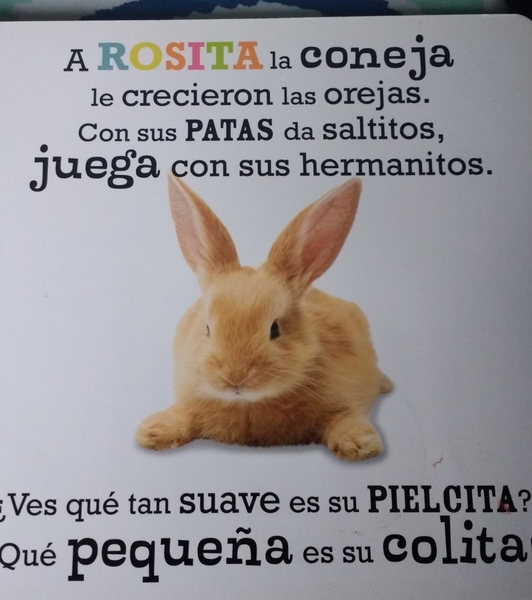 A ROSITA la coneja
le crecieron las orejas.
Con sus PATAS da saltitos,
juega con sus hermanitos.
¿Ves qué tan suave es su PIELCITA?
Qué pequeña es su colita